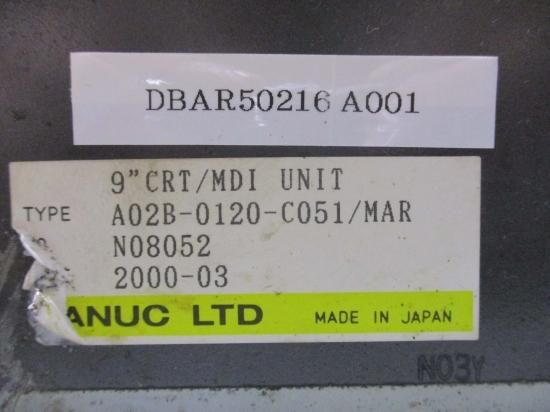 DBAR50216 A001
9"CRT/MDI UNIT
TYPE A02B-0120-C051/MAR
N08052
2000-03
ANUC LTD MADE IN JAPAN
N03Y